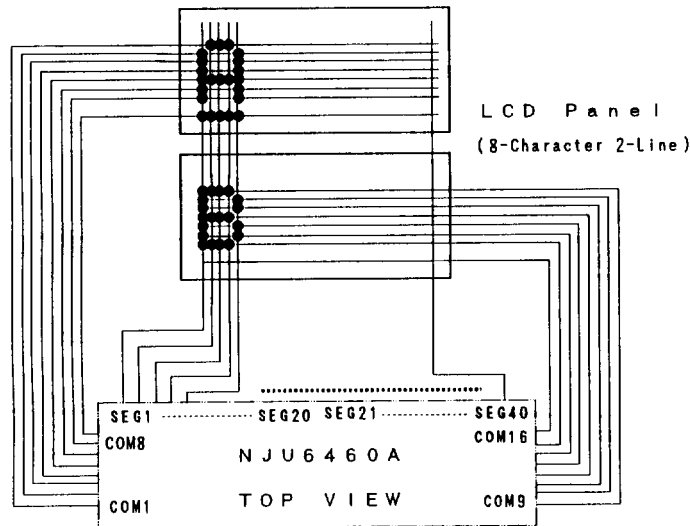 LCD Panel
(8-Character 2-Line)
SEG1 SEG20 SEG21 SEG40
COM8 COM16
NJU6460A
COM1 TOP VIEW COM9